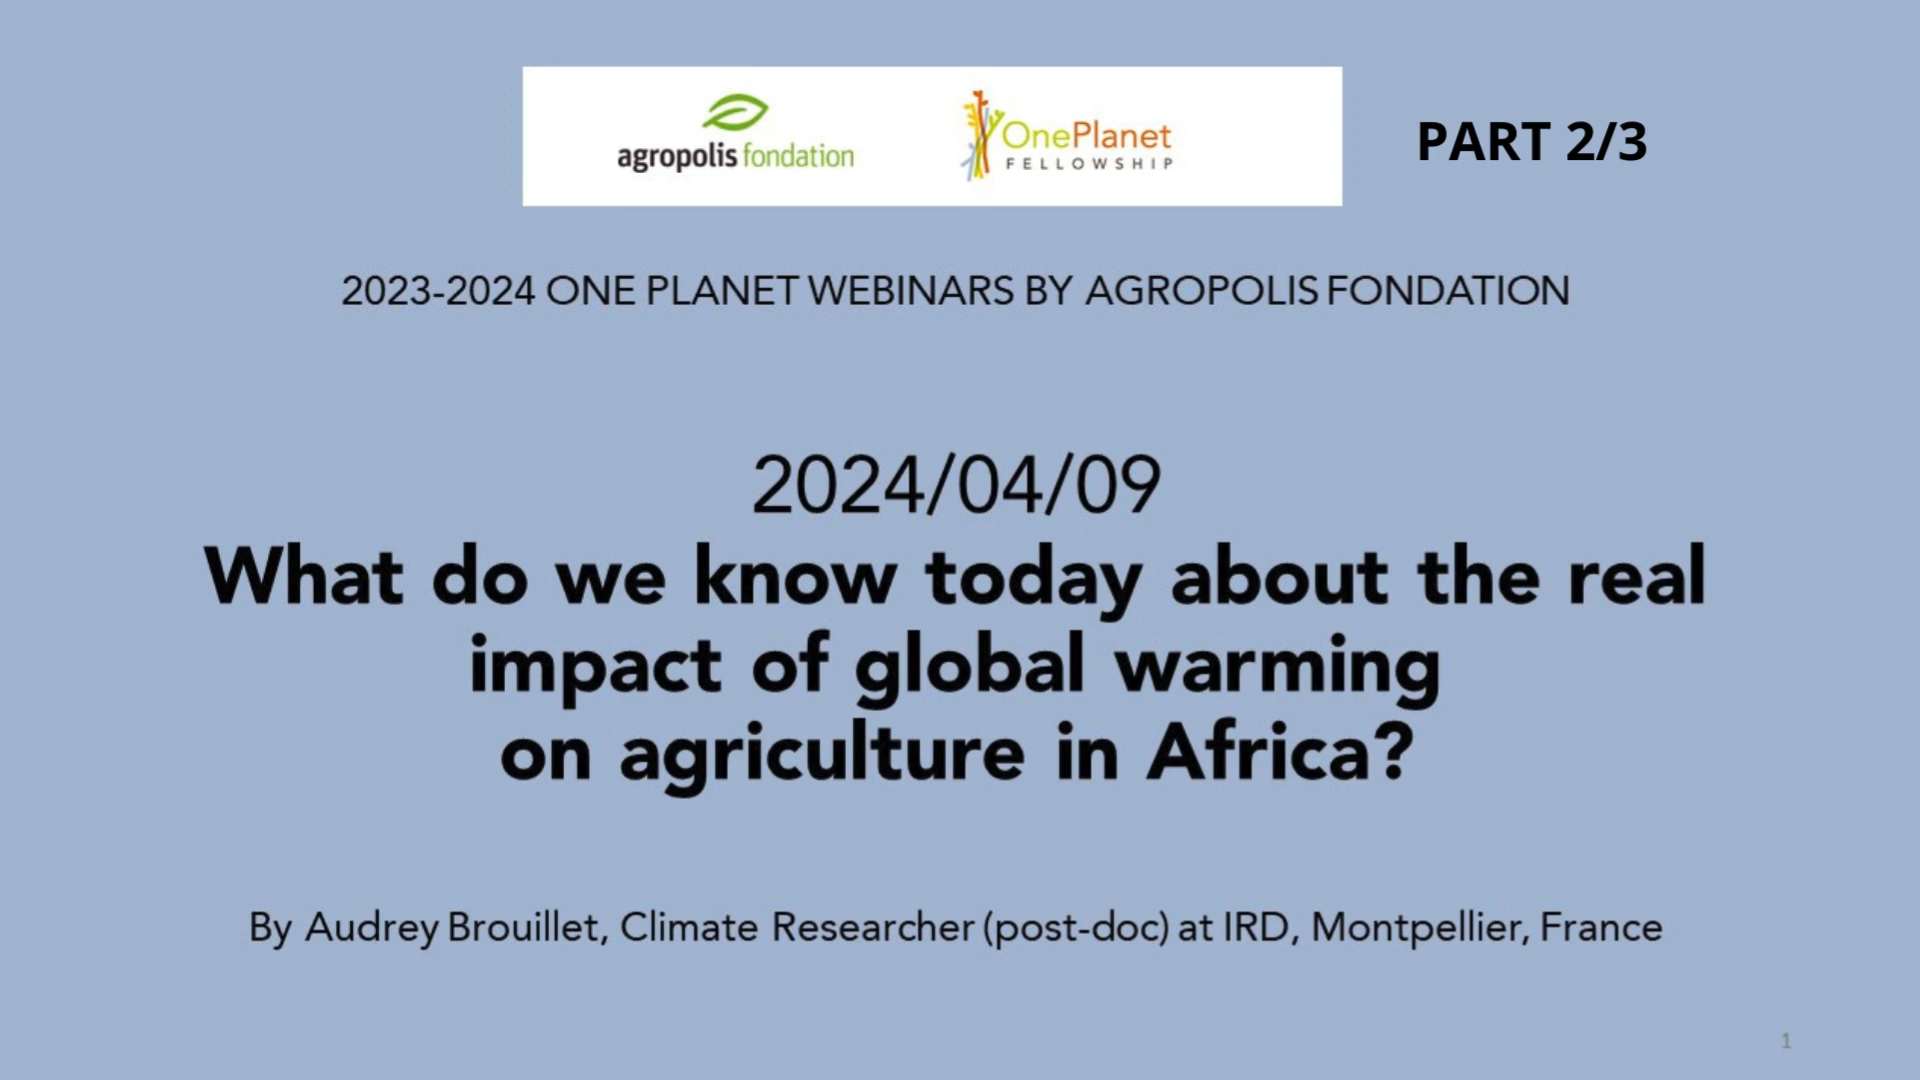 agropolis fondation
OnePlanet
FELLOWSHIP
PART 2/3
2023-2024 ONE PLANET WEBINARS BY AGROPOLIS FONDATION
2024/04/09
What do we know today about the real
impact of global warming
on agriculture in Africa?
By Audrey Brouillet, Climate Researcher (post-doc) at IRD, Montpellier, France
1